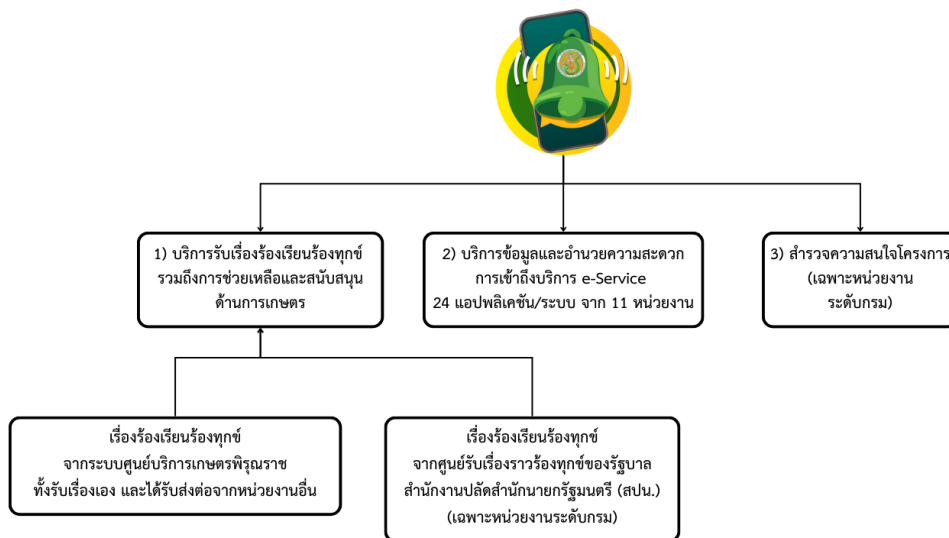 1) บริการรับเรื่องร้องเรียนร้องทุกข์
รวมถึงการช่วยเหลือและสนับสนุน
ด้านการเกษตร
2) บริการข้อมูลและอำนวยความสะดวก
การเข้าถึงบริการ e-Service
24 แอปพลิเคชัน/ระบบ จาก 11 หน่วยงาน
3) สำรวจความสนใจโครงการ
(เฉพาะหน่วยงาน
ระดับกรม)
เรื่องร้องเรียนร้องทุกข์
จากระบบศูนย์บริการเกษตรพิรุณราช
ทั้งรับเรื่องเอง และได้รับส่งต่อจากหน่วยงานอื่น
เรื่องร้องเรียนร้องทุกข์
จากศูนย์รับเรื่องราวร้องทุกข์ของรัฐบาล
สำนักงานปลัดสำนักนายกรัฐมนตรี (สปน.)
(เฉพาะหน่วยงานระดับกรม)